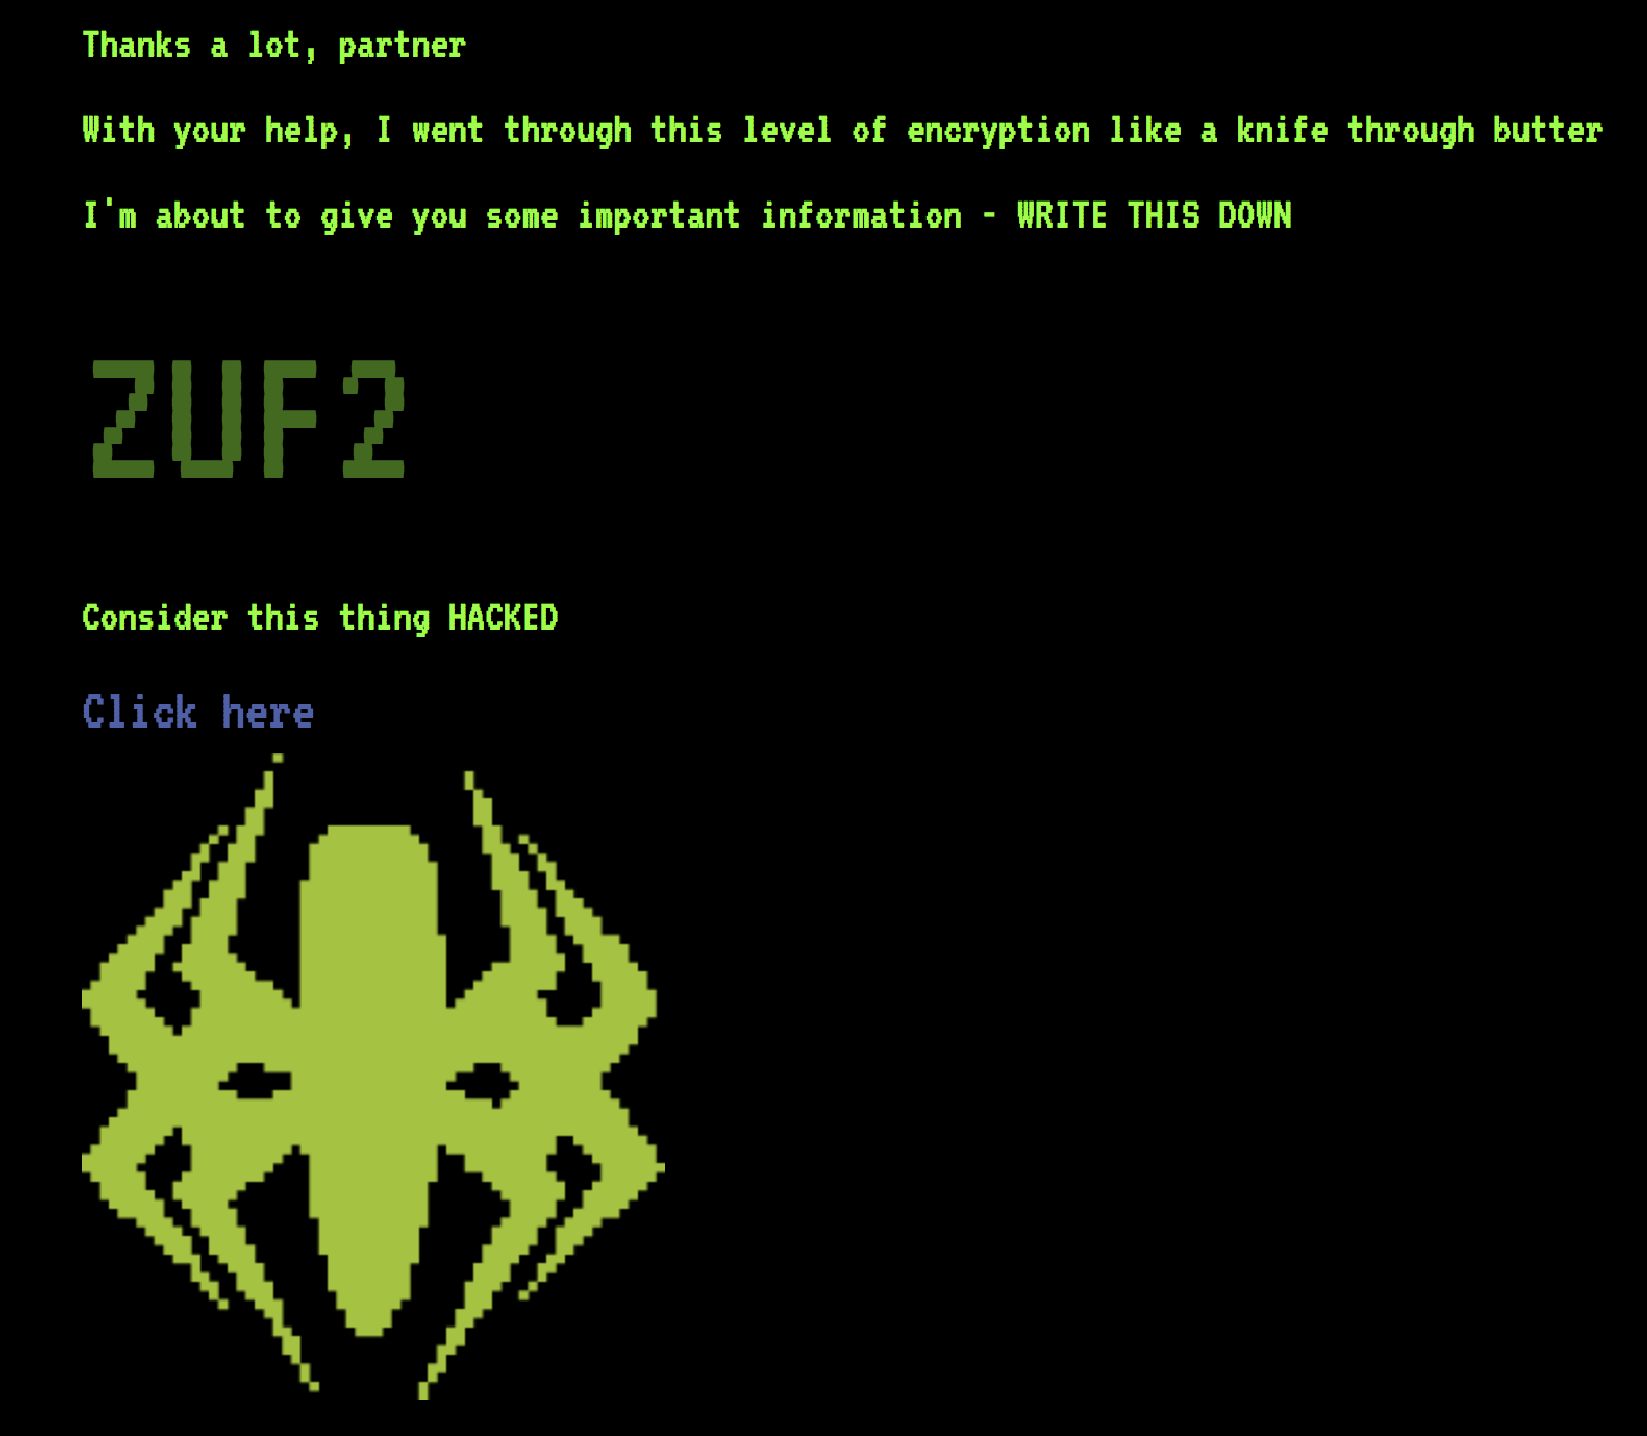 Thanks a lot, partner
With your help, I went through this level of encryption like a knife through butter
I'm about to give you some important information - WRITE THIS DOWN
ZUF2
Consider this thing HACKED
Click here